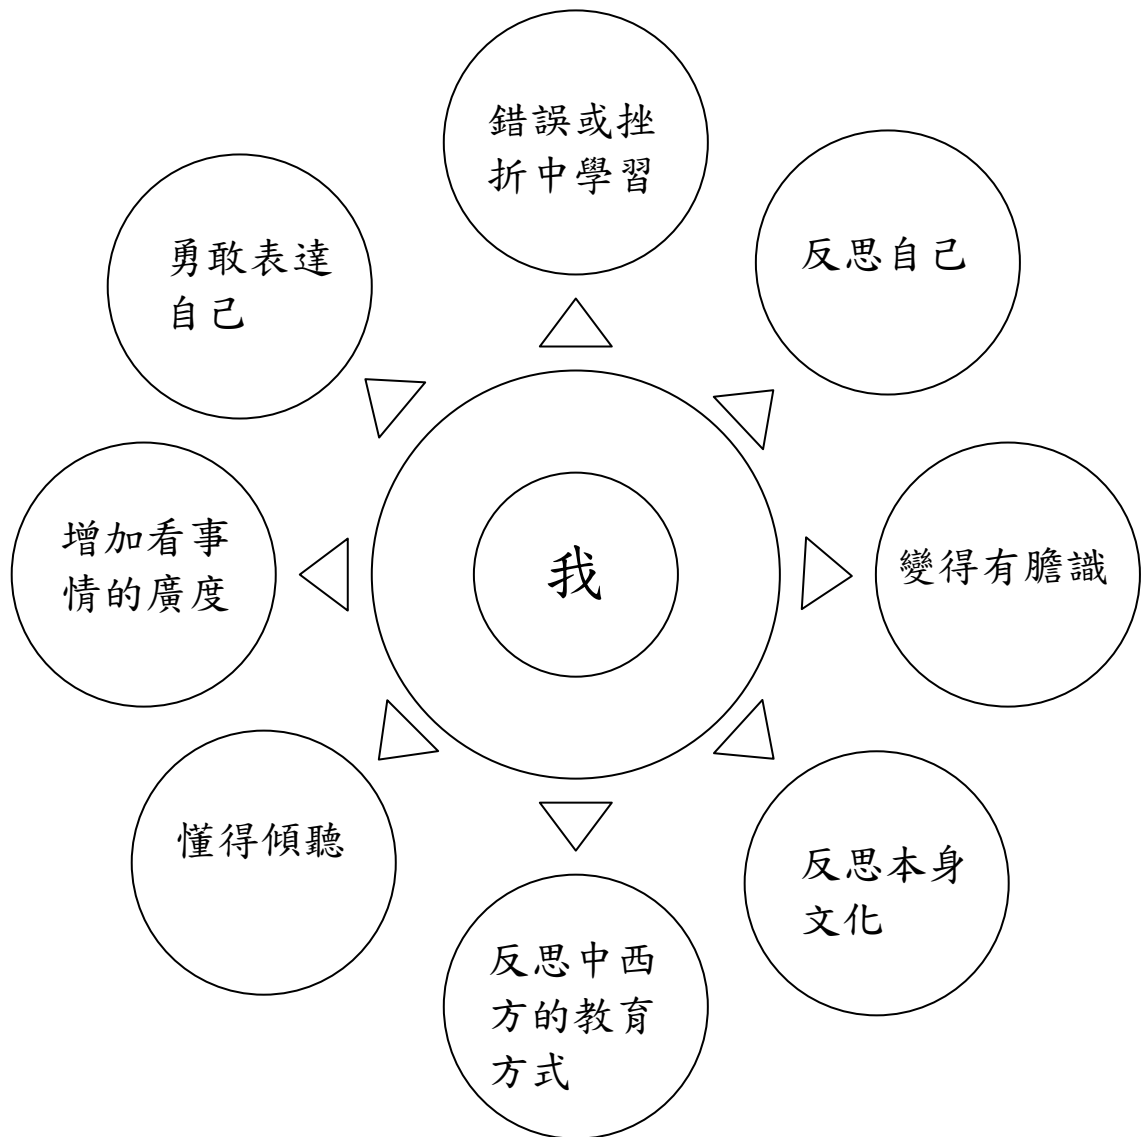 錯誤或挫
折中學習
反思自己
勇敢表達
自己
增加看事
情的廣度
我
變得有膽識
懂得傾聽
反思本身
文化
反思中西
方的教育
方式